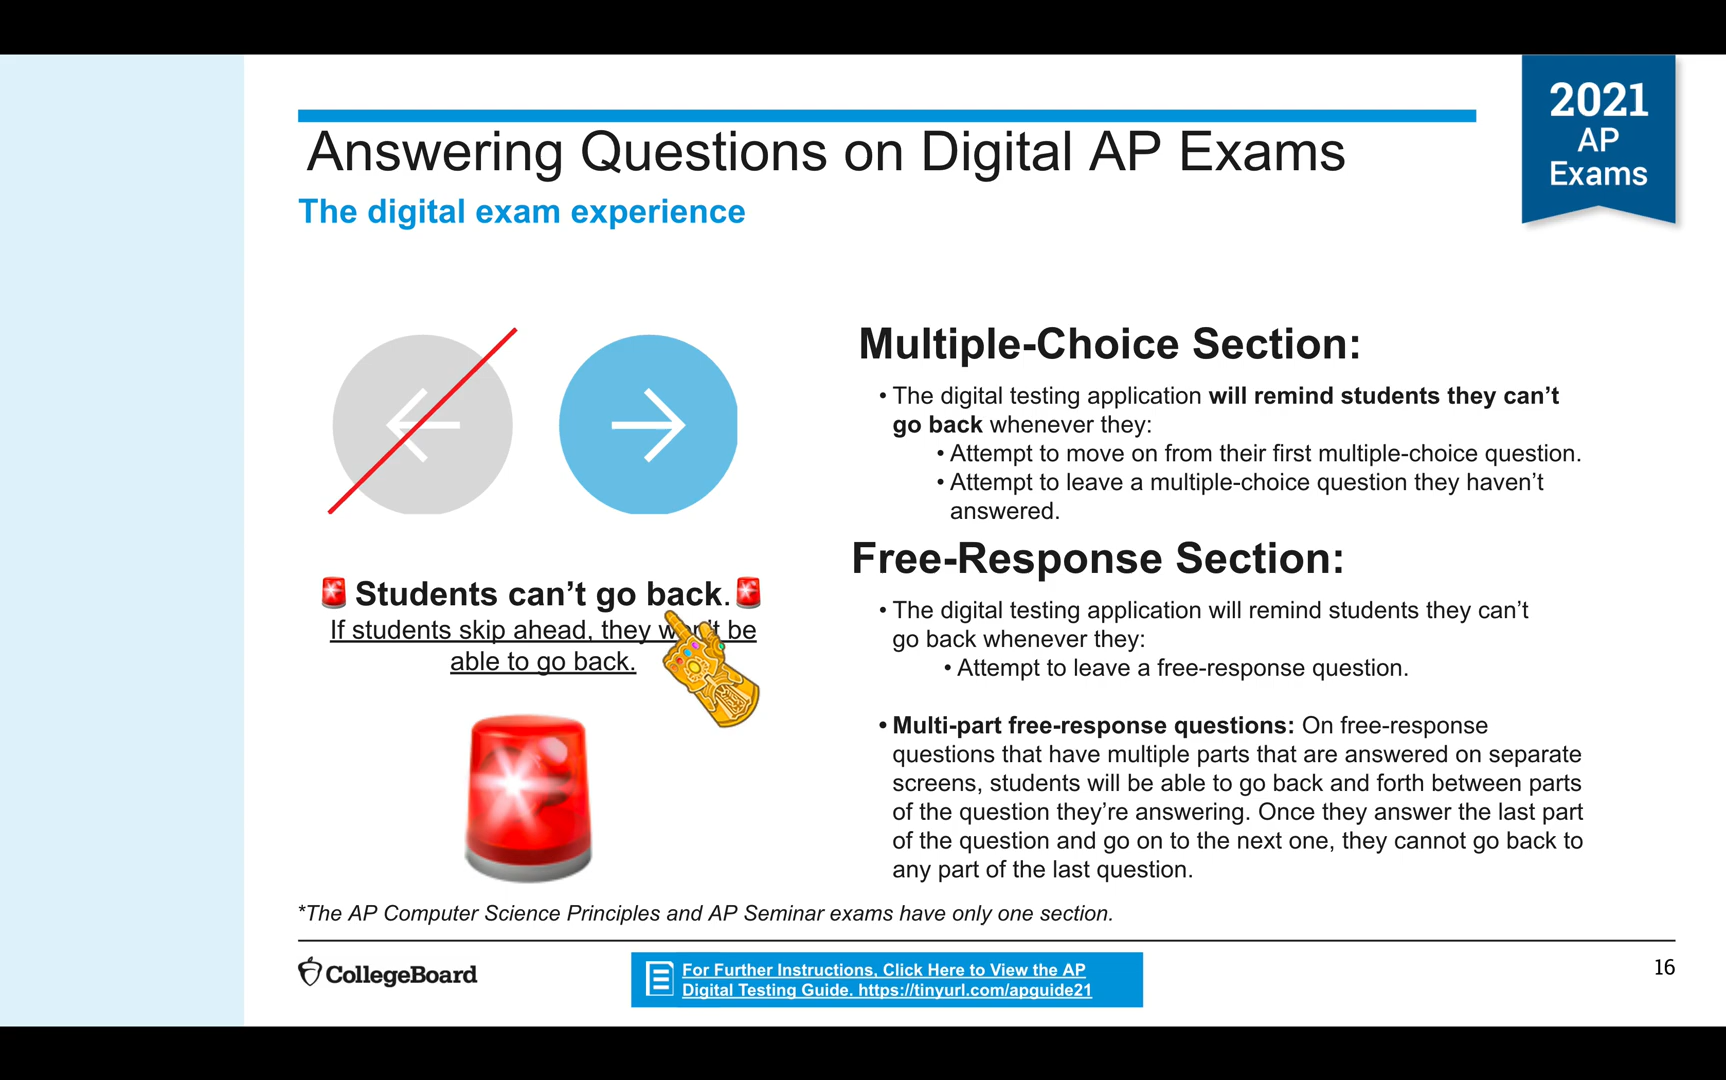 2021
AP
Exams
Answering Questions on Digital AP Exams
The digital exam experience
Students can’t go back.
If students skip ahead, they won't be
able to go back.
Multiple-Choice Section:
• The digital testing application will remind students they can’t
go back whenever they:
• Attempt to move on from their first multiple-choice question.
• Attempt to leave a multiple-choice question they haven’t
answered.
Free-Response Section:
• The digital testing application will remind students they can’t
go back whenever they:
• Attempt to leave a free-response question.
• Multi-part free-response questions: On free-response
questions that have multiple parts that are answered on separate
screens, students will be able to go back and forth between parts
of the question they’re answering. Once they answer the last part
of the question and go on to the next one, they cannot go back to
any part of the last question.
*The AP Computer Science Principles and AP Seminar exams have only one section.
CollegeBoard
For Further Instructions, Click Here to View the AP
Digital Testing Guide. https://tinyurl.com/apguide21
16